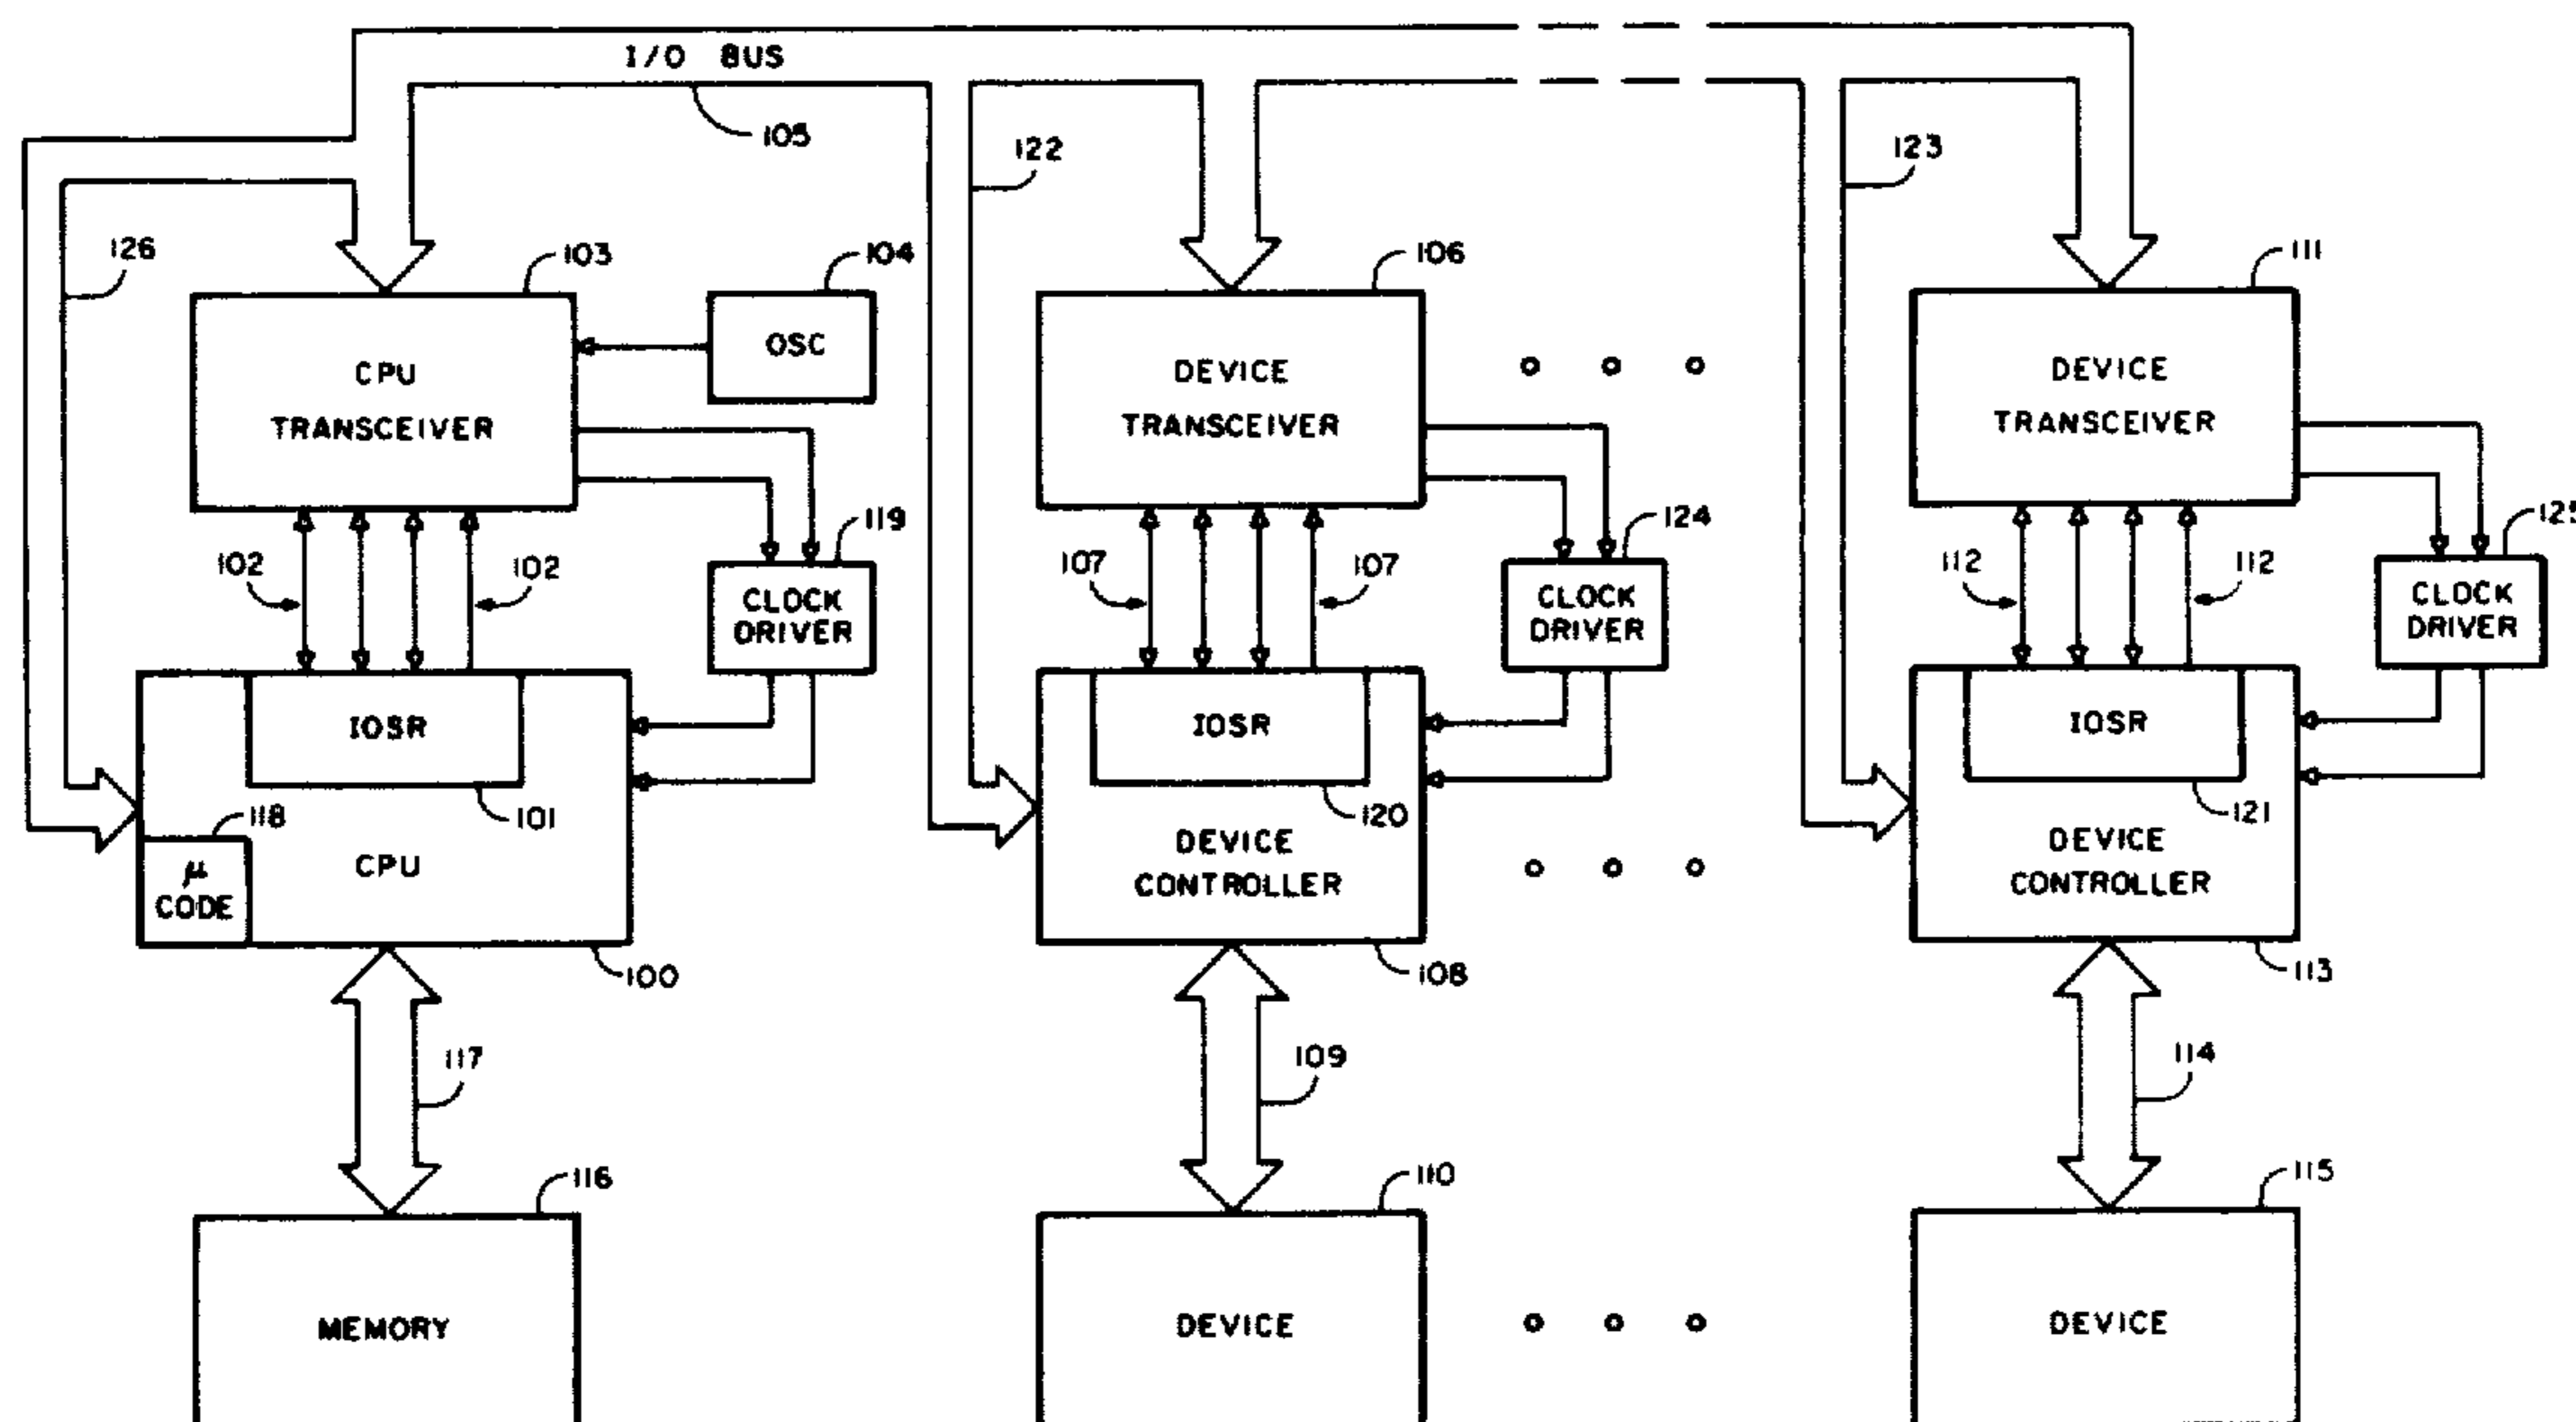 I/O BUS
105
122
123
126
103
104
106
111
CPU
TRANSCEIVER
OSC
DEVICE
TRANSCEIVER
DEVICE
TRANSCEIVER
119
124
125
102
102
107
107
112
112
CLOCK
DRIVER
CLOCK
DRIVER
CLOCK
DRIVER
IOSR
IOSR
IOSR
118
101
120
121
μ
CODE
CPU
DEVICE
CONTROLLER
DEVICE
CONTROLLER
100
108
113
117
109
114
116
110
115
MEMORY
DEVICE
DEVICE